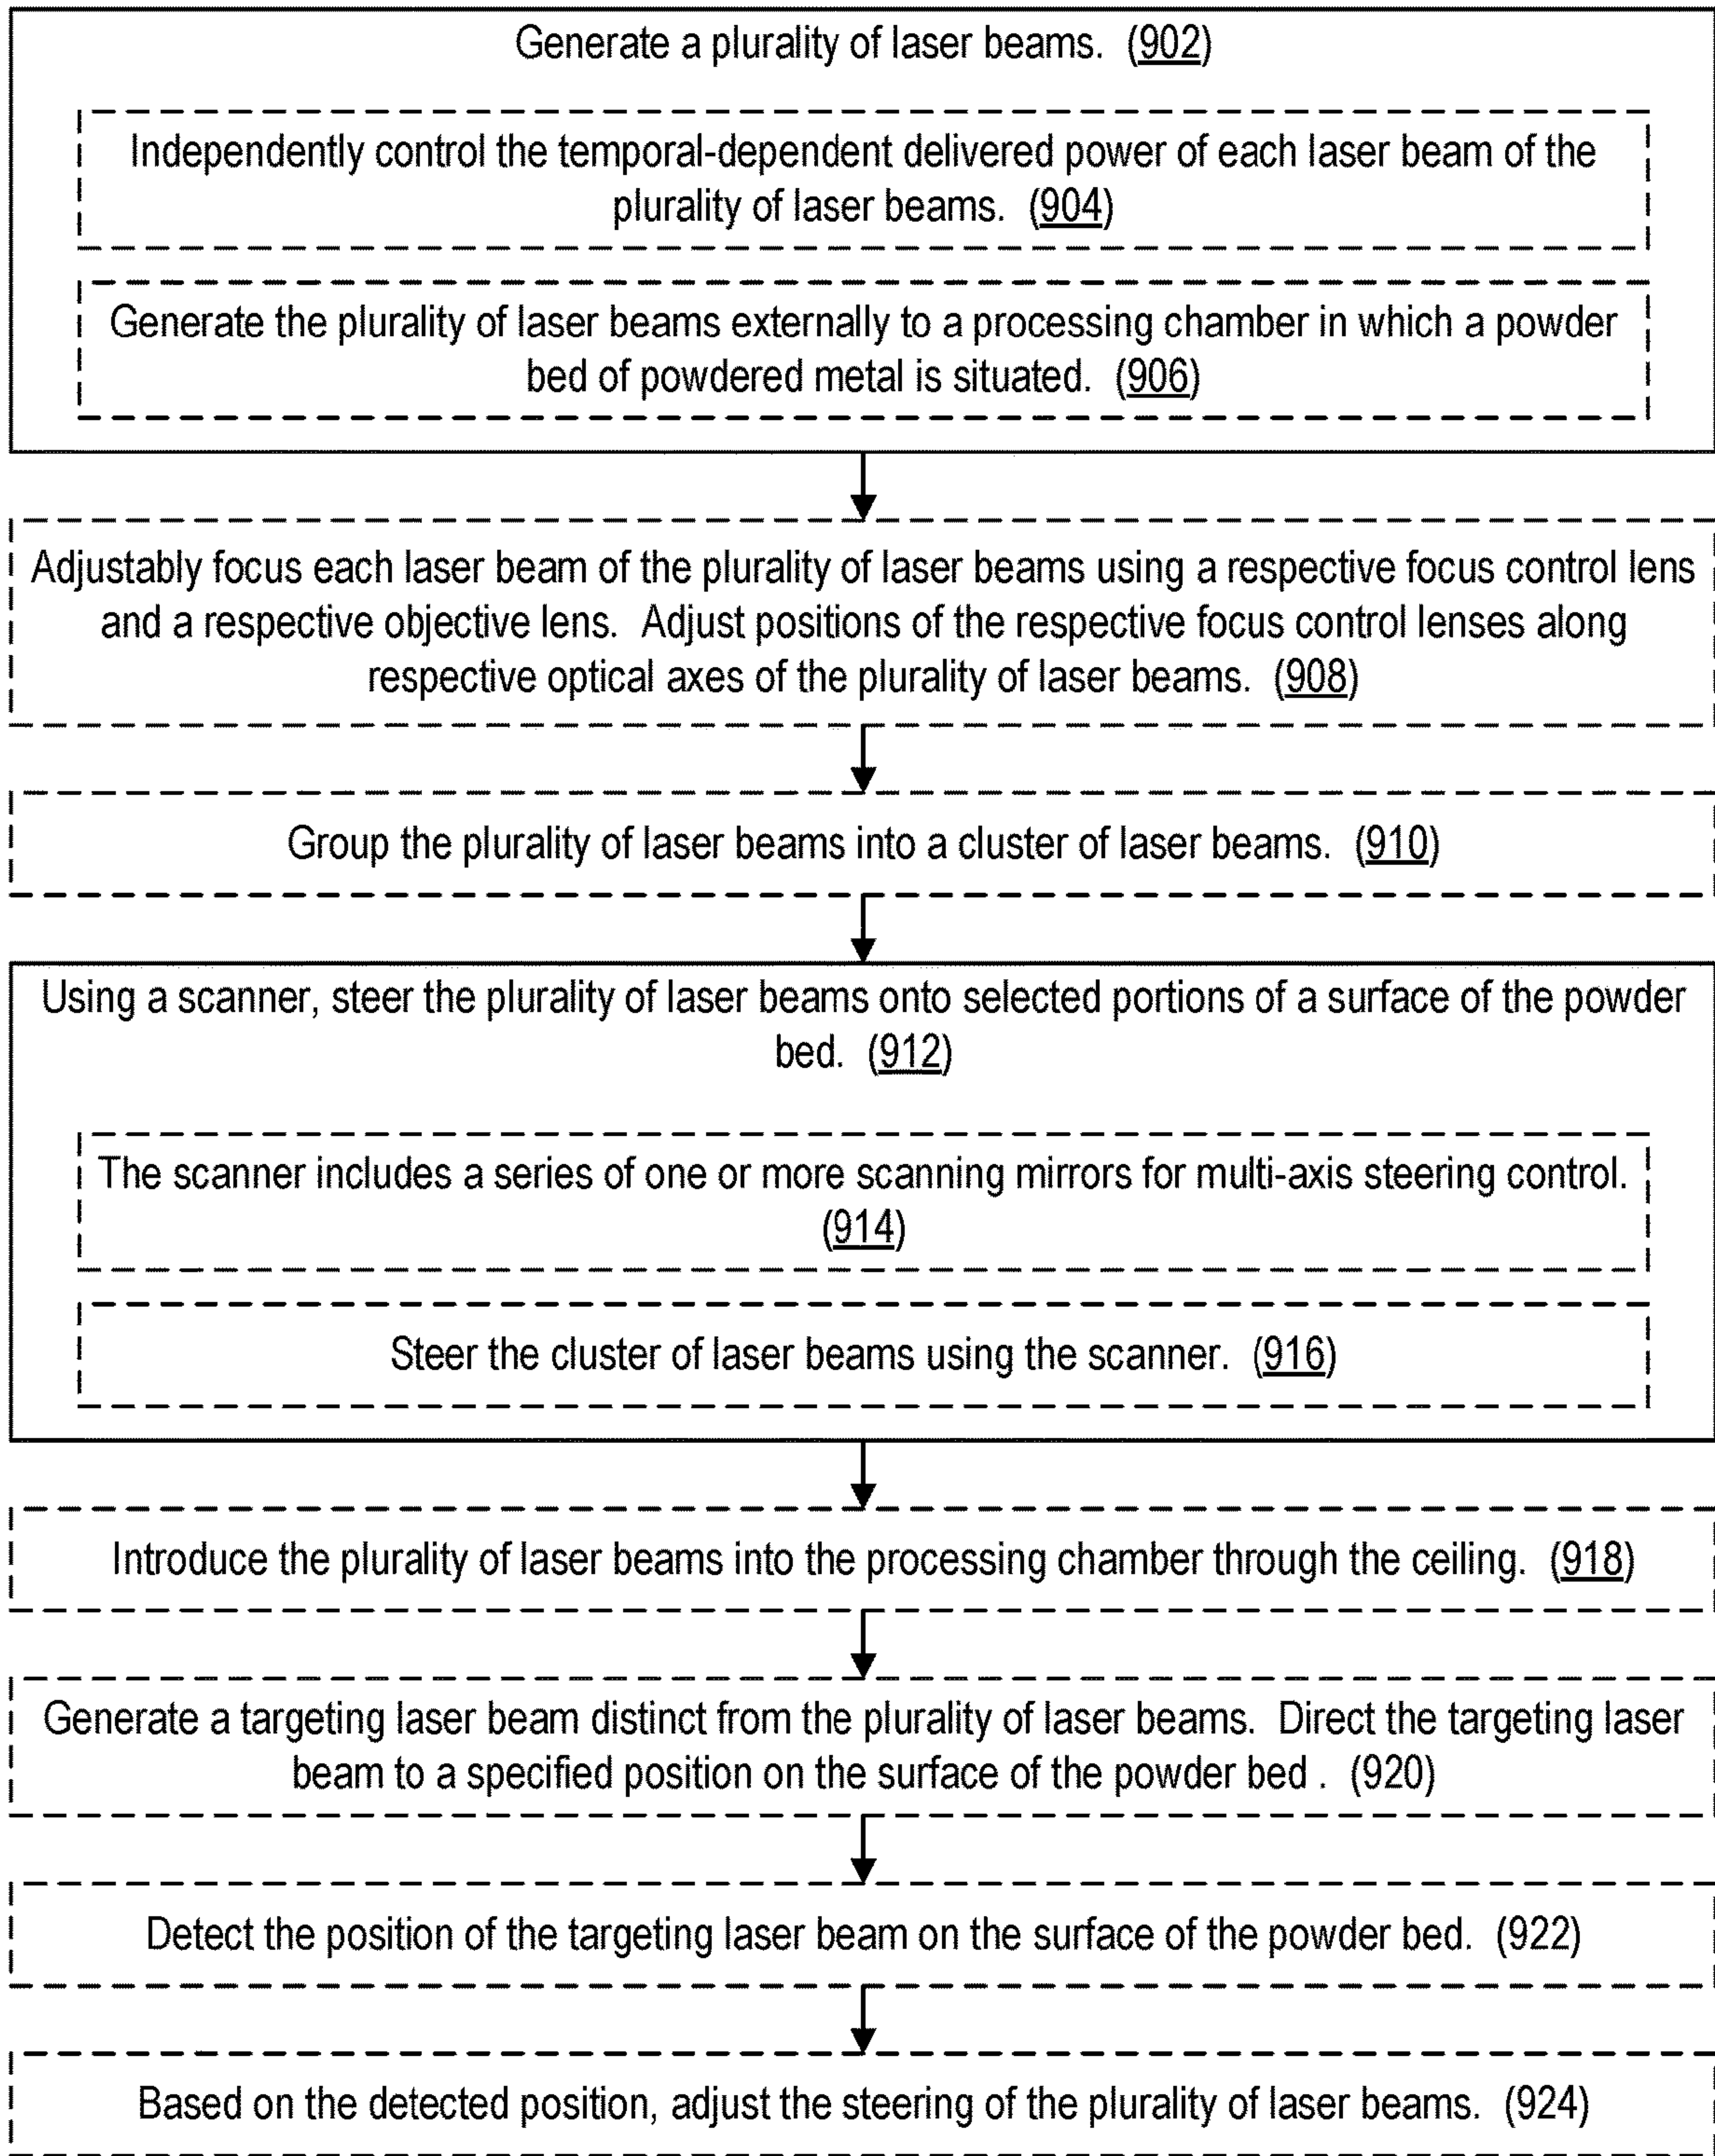 Generate a plurality of laser beams. (902)
Independently control the temporal-dependent delivered power of each laser beam of the
plurality of laser beams. (904)
Generate the plurality of laser beams externally to a processing chamber in which a powder
bed of powdered metal is situated. (906)
Adjustably focus each laser beam of the plurality of laser beams using a respective focus control lens
and a respective objective lens. Adjust positions of the respective focus control lenses along
respective optical axes of the plurality of laser beams. (908)
Group the plurality of laser beams into a cluster of laser beams. (910)
Using a scanner, steer the plurality of laser beams onto selected portions of a surface of the powder
bed. (912)
The scanner includes a series of one or more scanning mirrors for multi-axis steering control.
(914)
Steer the cluster of laser beams using the scanner. (916)
Introduce the plurality of laser beams into the processing chamber through the ceiling. (918)
Generate a targeting laser beam distinct from the plurality of laser beams. Direct the targeting laser
beam to a specified position on the surface of the powder bed . (920)
Detect the position of the targeting laser beam on the surface of the powder bed. (922)
Based on the detected position, adjust the steering of the plurality of laser beams. (924)